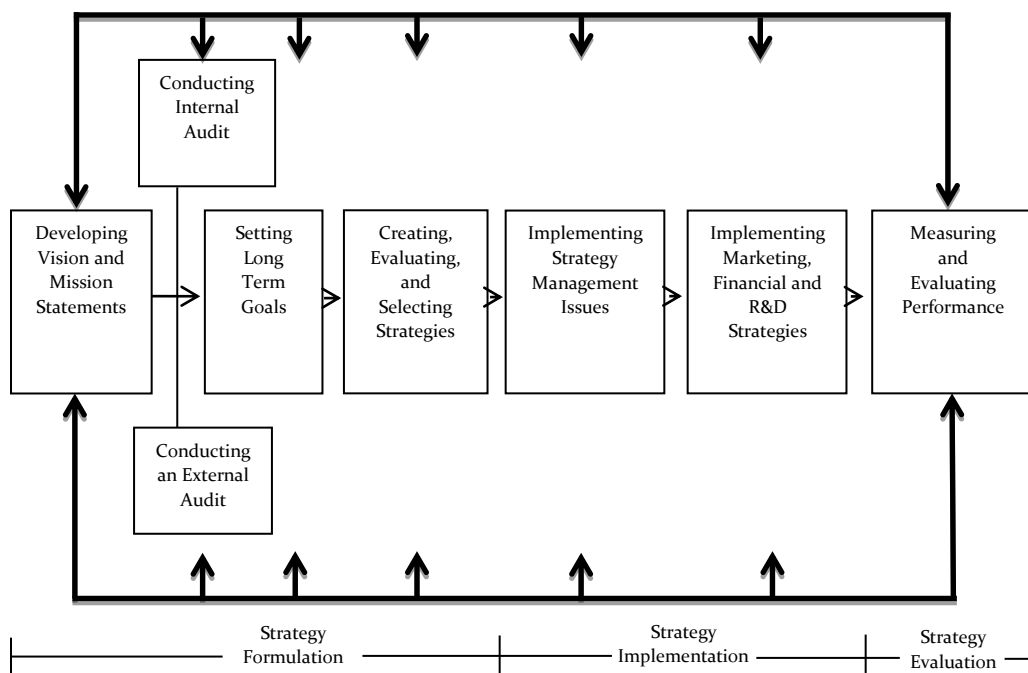 Conducting
Internal
Audit
Developing
Vision and
Mission
Statements
Setting
Long
Term
Goals
Creating,
Evaluating,
and
Selecting
Strategies
Implementing
Strategy
Management
Issues
Implementing
Marketing,
Financial and
R&D
Strategies
Measuring
and
Evaluating
Performance
Conducting
an External
Audit
Strategy
Formulation
Strategy
Implementation
Strategy
Evaluation